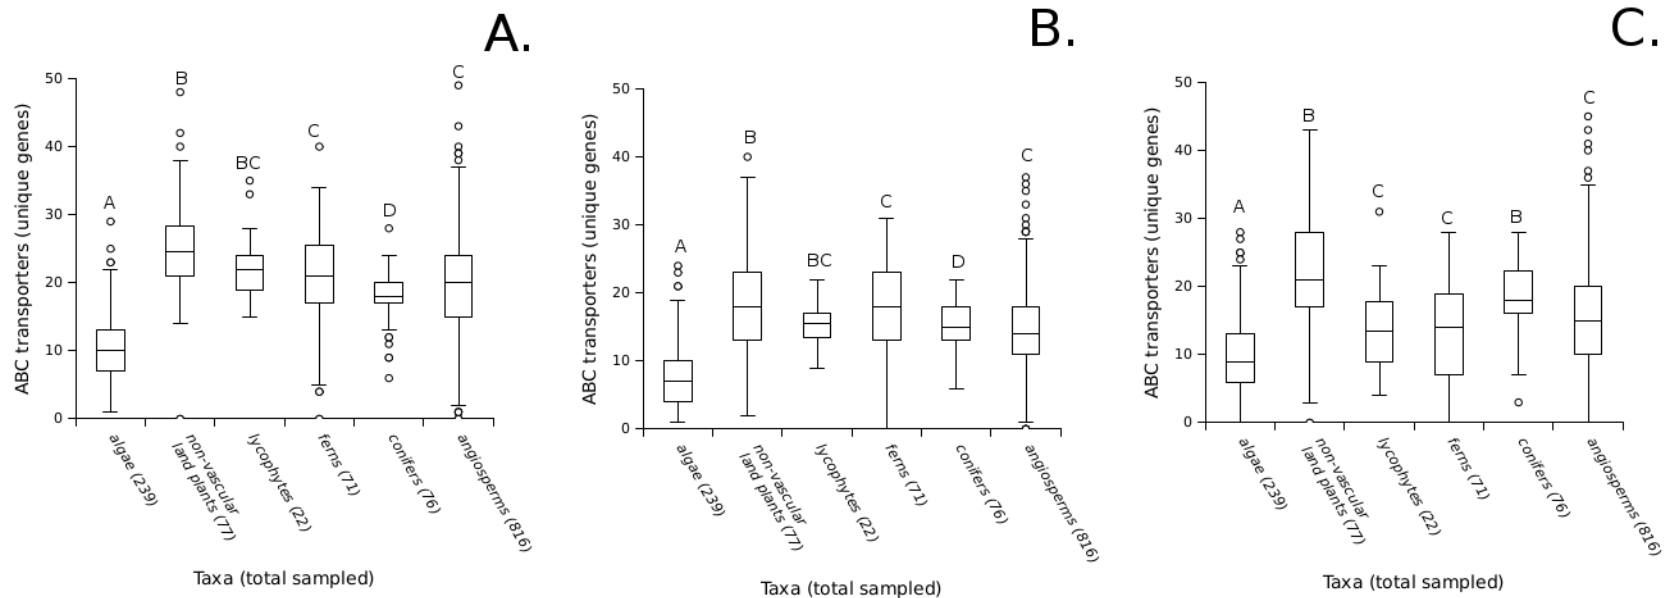 A.
50
40
30
20
10
0
ABC transporters (unique genes)
A
B
BC
C
D
C
algae (239)
non-vascular
land plants (77)
lycophytes (22)
ferns (71)
conifers (76)
angiosperms (816)
Taxa (total sampled)
B.
50
40
30
20
10
0
ABC transporters (unique genes)
A
B
BC
C
D
C
algae (239)
non-vascular
land plants (77)
lycophytes (22)
ferns (71)
conifers (76)
angiosperms (816)
Taxa (total sampled)
C.
50
40
30
20
10
0
ABC transporters (unique genes)
A
B
C
C
B
C
algae (239)
non-vascular
land plants (77)
lycophytes (22)
ferns (71)
conifers (76)
angiosperms (816)
Taxa (total sampled)